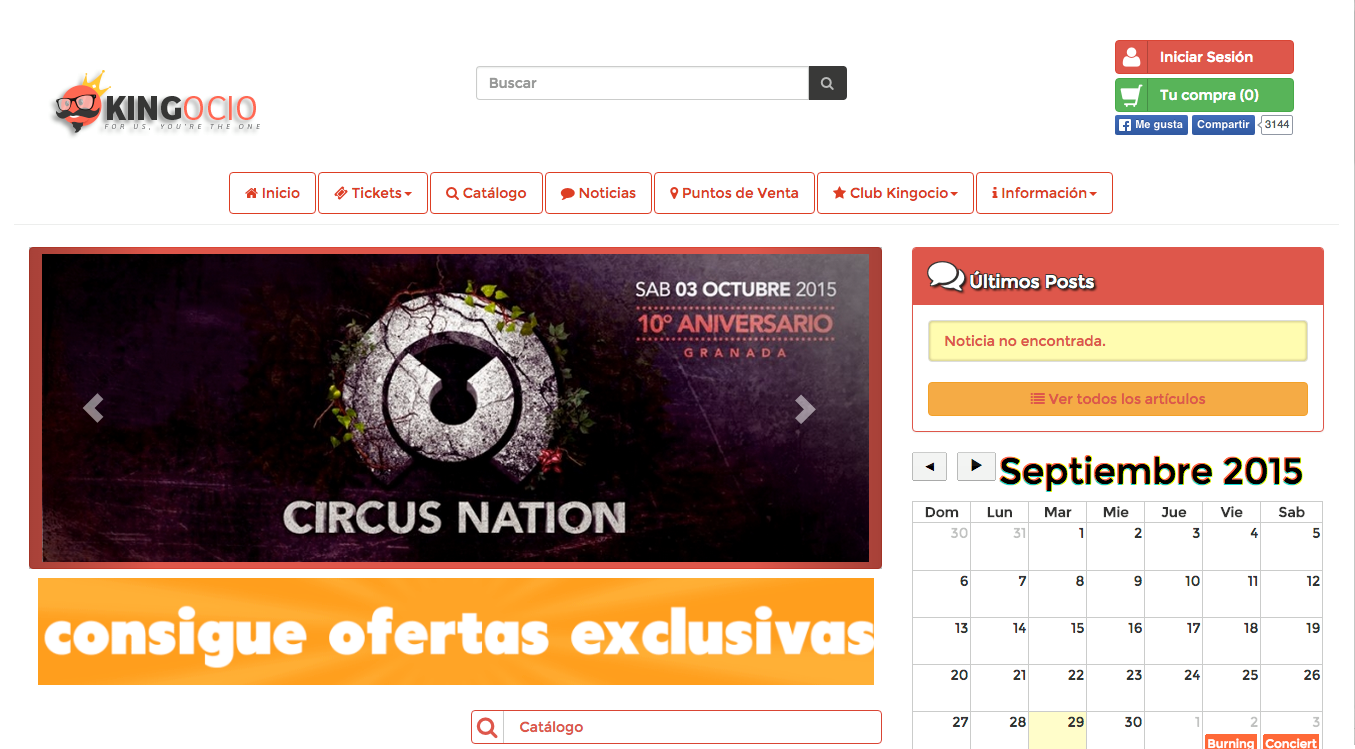 KINGOCIO
FOR US, YOU'RE THE ONE
Buscar
Iniciar Sesión
Tu compra (0)
Me gusta Compartir 3144
Inicio Tickets Catálogo Noticias Puntos de Venta Club Kingocio Información
SAB 03 OCTUBRE 2015
10º ANIVERSARIO
GRANADA
CIRCUS NATION
consigue ofertas exclusivas
Catálogo
Últimos Posts
Noticia no encontrada.
Ver todos los artículos
Septiembre 2015
Dom Lun Mar Mie Jue Vie Sab
30 31 1 2 3 4 5
6 7 8 9 10 11 12
13 14 15 16 17 18 19
20 21 22 23 24 25 26
27 28 29 30 1 2 3
Burning Conciert